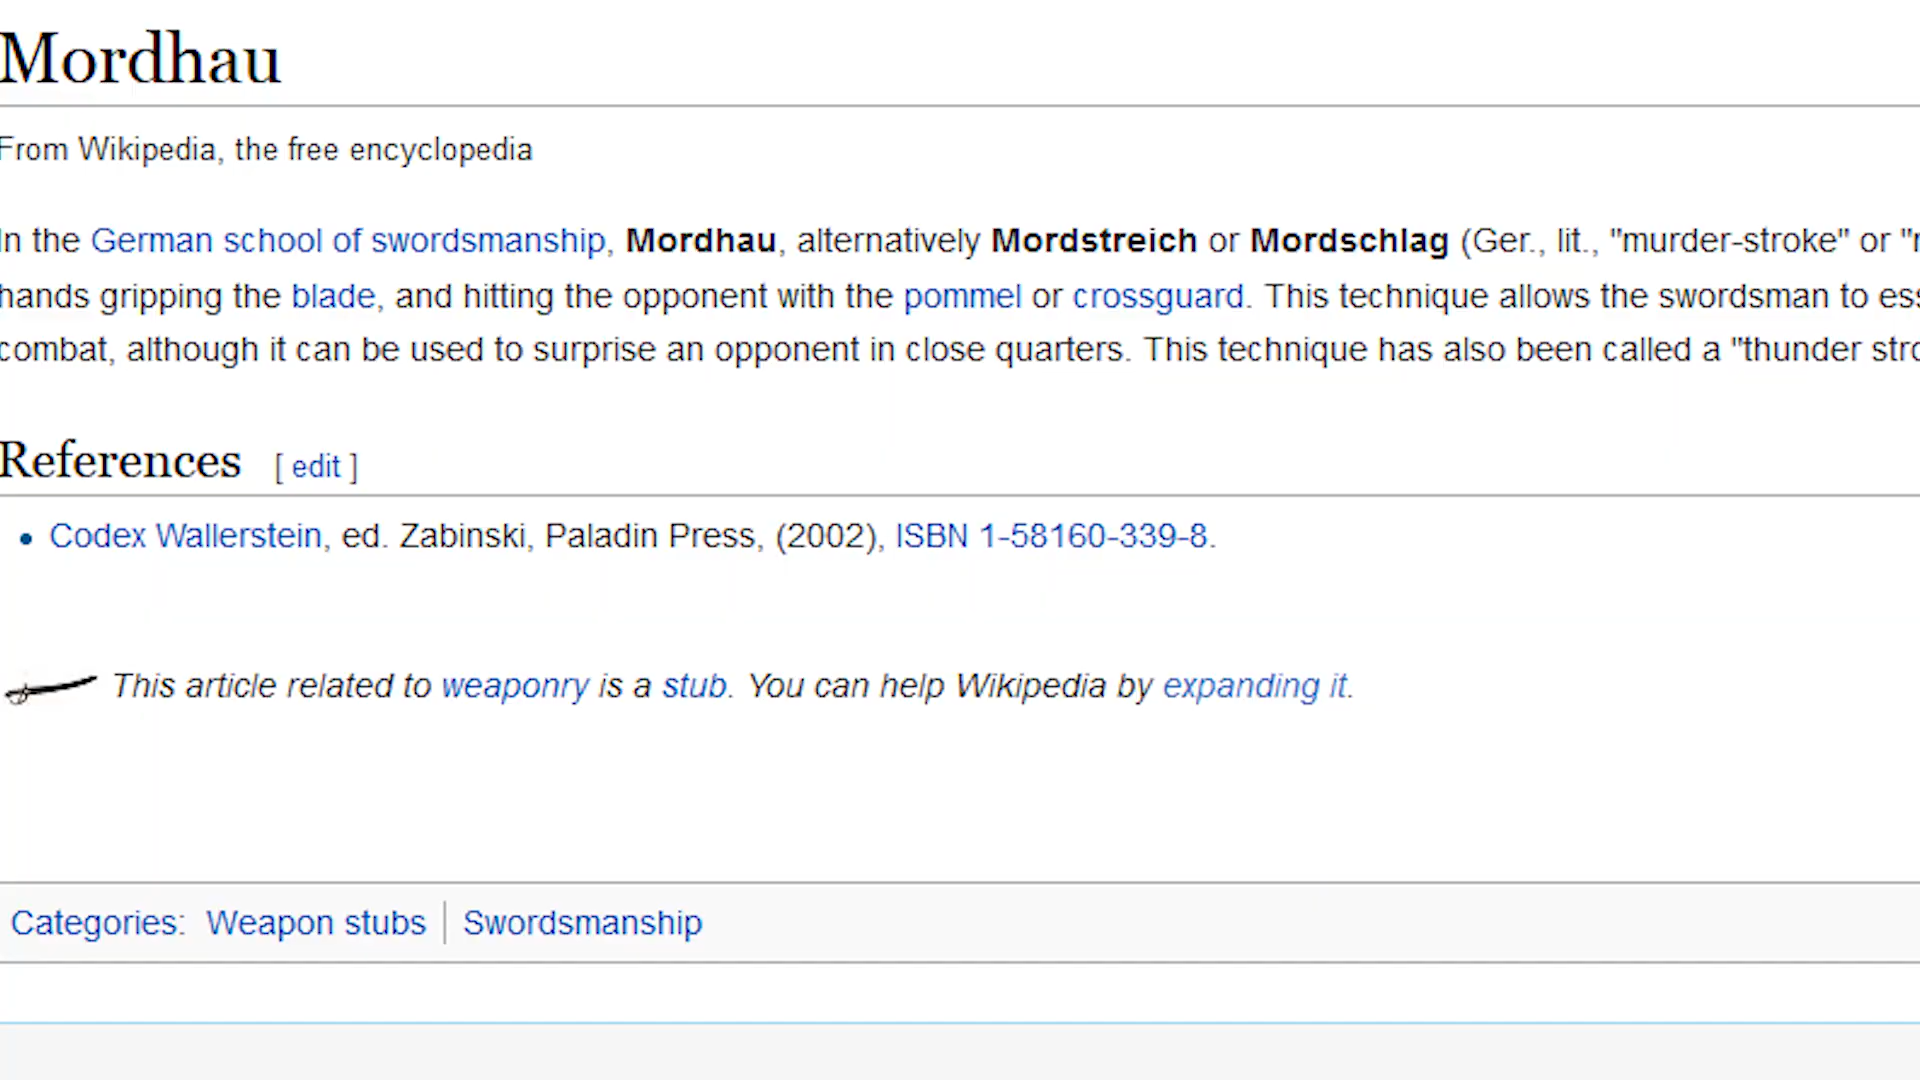 Mordhau
From Wikipedia, the free encyclopedia
In the German school of swordsmanship, Mordhau, alternatively Mordstreich or Mordschlag (Ger., lit., "murder-stroke" or "
hands gripping the blade, and hitting the opponent with the pommel or crossguard. This technique allows the swordsman to
combat, although it can be used to surprise an opponent in close quarters. This technique has also been called a "thunder
References [ edit ]
• Codex Wallerstein, ed. Zabinski, Paladin Press, (2002), ISBN 1-58160-339-8.
This article related to weaponry is a stub. You can help Wikipedia by expanding it.
Categories: Weapon stubs | Swordsmanship